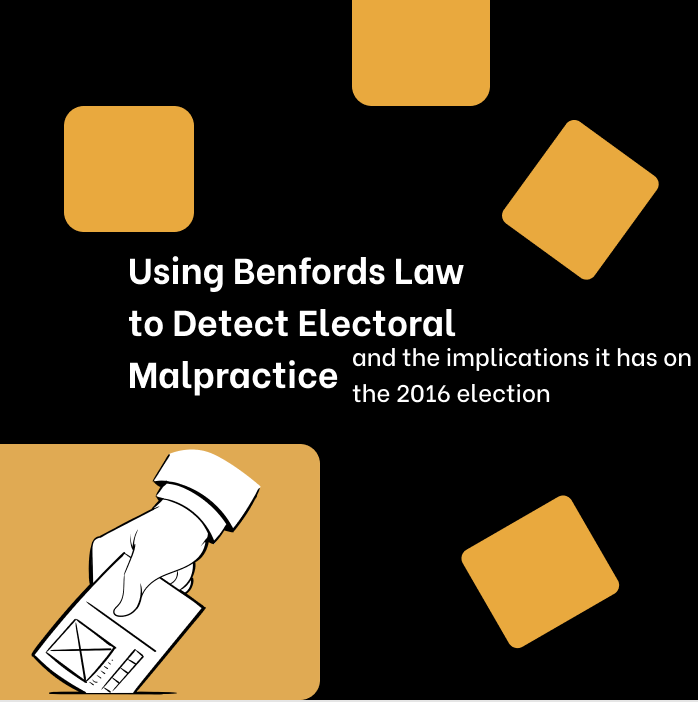 Using Benfords Law
to Detect Electoral
Malpractice
and the implications it has on
the 2016 election